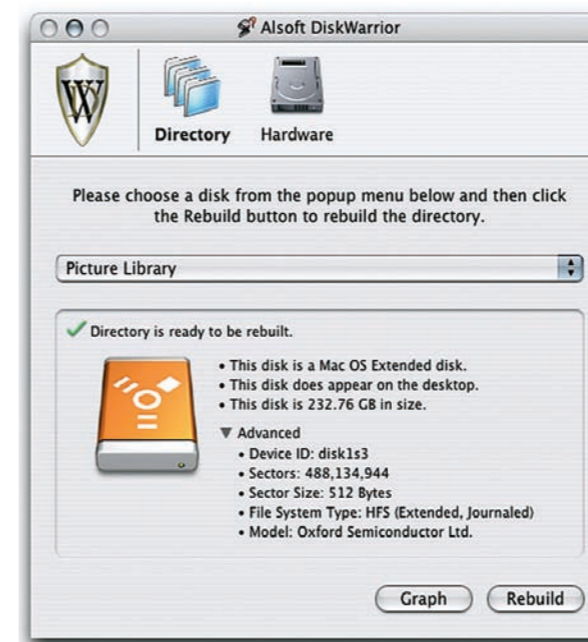 Alsoft DiskWarrior
Directory
Hardware
Please choose a disk from the popup menu below and then click
the Rebuild button to rebuild the directory.
Picture Library
Directory is ready to be rebuilt.
• This disk is a Mac OS Extended disk.
• This disk does appear on the desktop.
• This disk is 232.76 GB in size.
Advanced
• Device ID: disk1s3
• Sectors: 488,134,944
• Sector Size: 512 Bytes
• File System Type: HFS (Extended, Journaled)
• Model: Oxford Semiconductor Ltd.
Graph
Rebuild